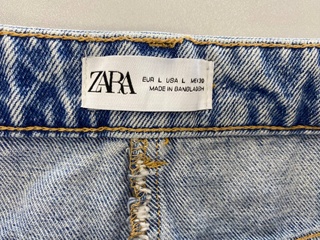 ZARA
EUR L USA L MEX 30
MADE IN BANGLADESH